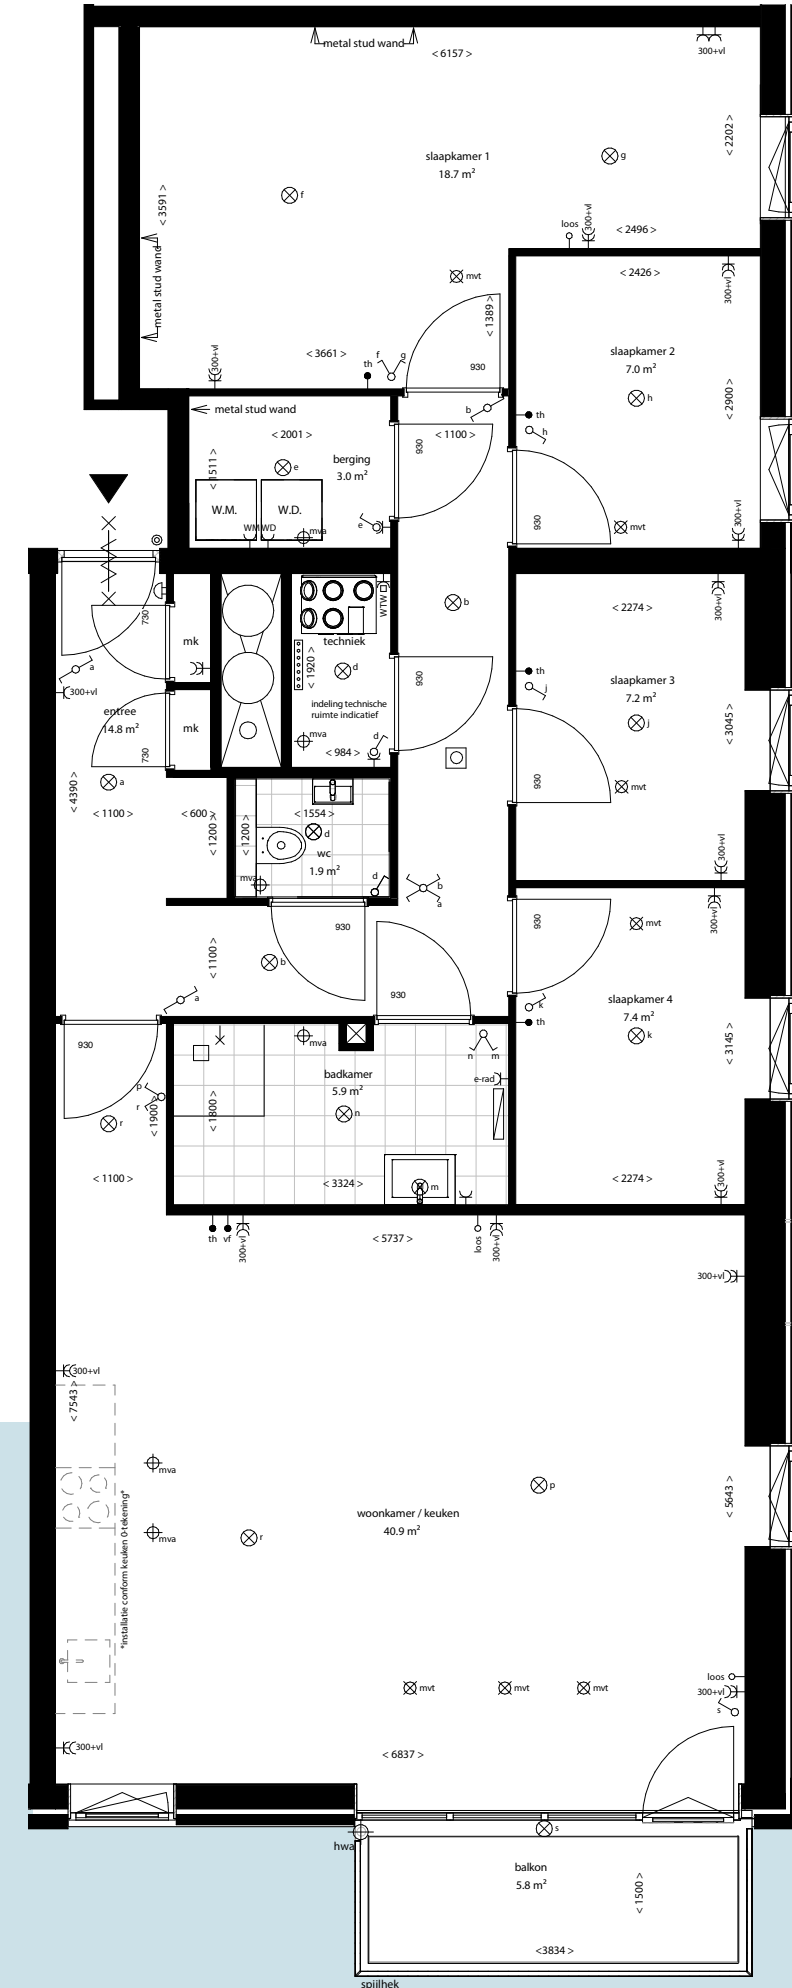 metal stud wand
< 6157 >
300+vl
< 2202 >
slaapkamer 1
18.7 m²
g
f
< 3591 >
metal stud wand
loos
300+vl
< 2496 >
mvt
< 2426 >
300+vl
< 1389 >
300+vl
< 3661 >
th
f
g
930
slaapkamer 2
7.0 m²
h
< 2900 >
metal stud wand
b
< 2001 >
< 1100 >
th
h
< 1511 >
berging
3.0 m²
e
930
W.M.
W.D.
WM
WD
mva
e
930
mvt
300+vl
730
mk
a
300+vl
entree
14.8 m²
mk
730
a
< 4390 >
< 1100 >
< 600 >
< 1200 >
WTW
techniek
< 1920 >
d
indeling technische
ruimte indicatief
mva
d
< 984 >
b
930
< 2274 >
300+vl
th
j
slaapkamer 3
7.2 m²
j
< 3045 >
930
mvt
300+vl
< 1200 >
< 1554 >
d
wc
1.9 m²
mva
d
b
a
930
930
b
< 1100 >
a
930
mvt
300+vl
slaapkamer 4
7.4 m²
k
k
th
< 3145 >
300+vl
< 2274 >
930
p
r
r
< 1900 >
< 1100 >
mva
badkamer
5.9 m²
n
n
m
e-rad
< 1800 >
< 3324 >
m
th
vf
300+vl
< 5737 >
loos
300+vl
300+vl
300+vl
< 7543 >
mva
mva
*installatie conform keuken 0-tekening*
p
r
woonkamer / keuken
40.9 m²
< 5643 >
mvt
mvt
mvt
loos
300+vl
s
300+vl
< 6837 >
hwa
s
balkon
5.8 m²
< 1500 >
<3834 >
spijlhek